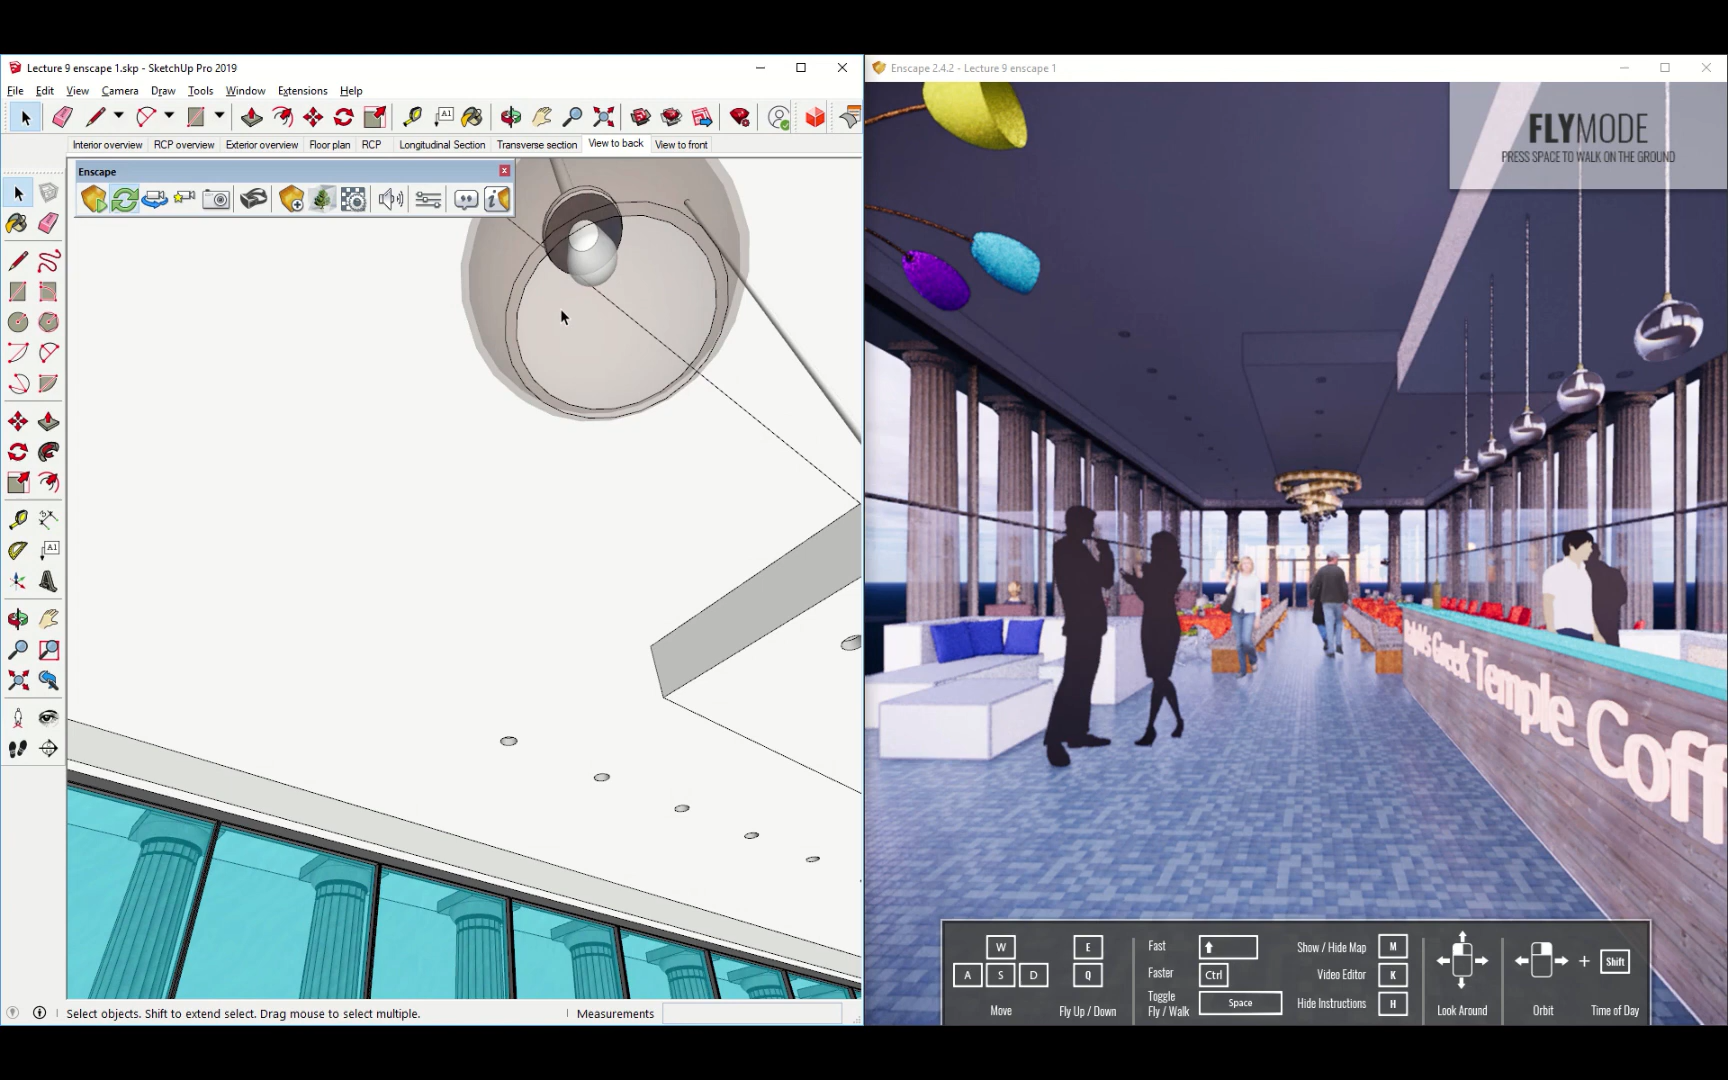 Lecture 9 enscape 1.skp - SketchUp Pro 2019
File Edit View Camera Draw Tools Window Extensions Help
A1
Interior overview RCP overview Exterior overview Floor plan RCP Longitudinal Section Transverse section View to back View to front
Enscape
A1
Select objects. Shift to extend select. Drag mouse to select multiple.
Measurements
Enscape 2.4.2 - Lecture 9 enscape 1
FLYMODE
PRESS SPACE TO WALK ON THE GROUND
Greek Temple Coff
W
A S D
Move
E
Q
Fly Up / Down
Fast
Faster Ctrl
Toggle
Fly / Walk Space
Show / Hide Map M
Video Editor K
Hide Instructions H
Look Around
Orbit
+ Shift
Time of Day